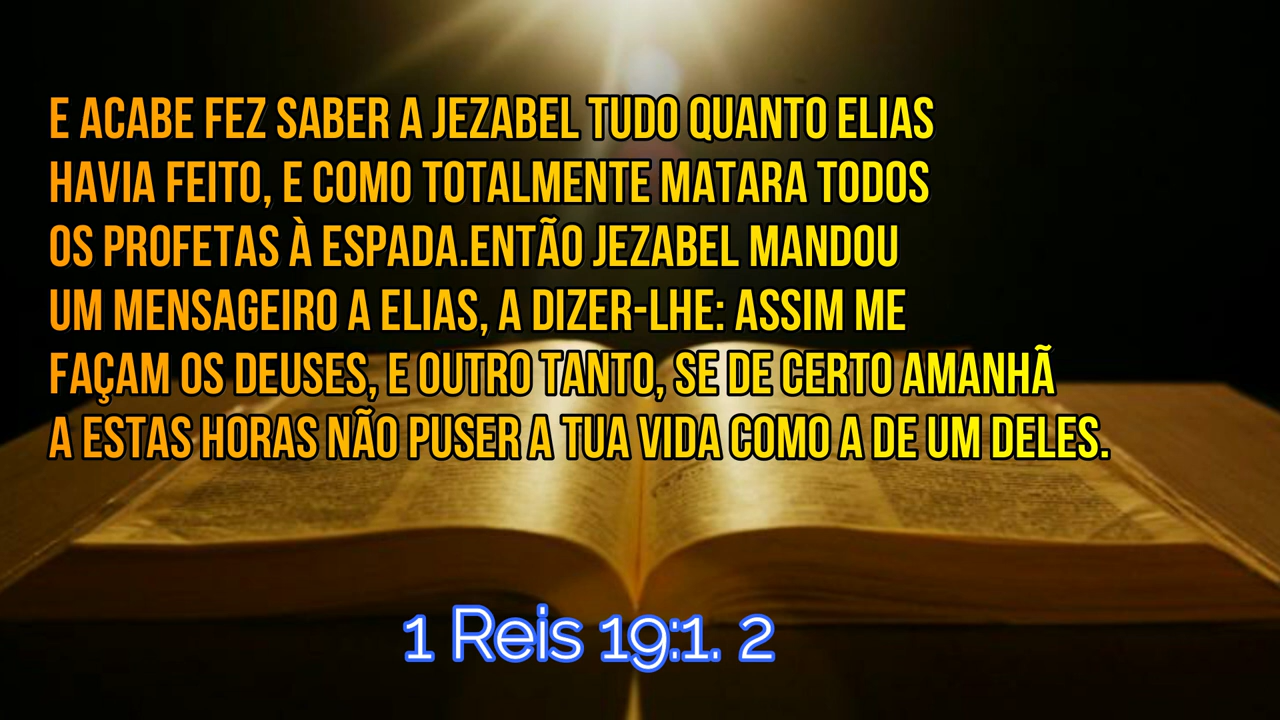 E ACABE FEZ SABER A JEZABEL TUDO QUANTO ELIAS
HAVIA FEITO, E COMO TOTALMENTE MATARA TODOS
OS PROFETAS À ESPADA.ENTÃO JEZABEL MANDOU
UM MENSAGEIRO A ELIAS, A DIZER-LHE: ASSIM ME
FAÇAM OS DEUSES, E OUTRO TANTO, SE DE CERTO AMANHÃ
A ESTAS HORAS NÃO PUSER A TUA VIDA COMO A DE UM DELES.
1 Reis 19:1. 2